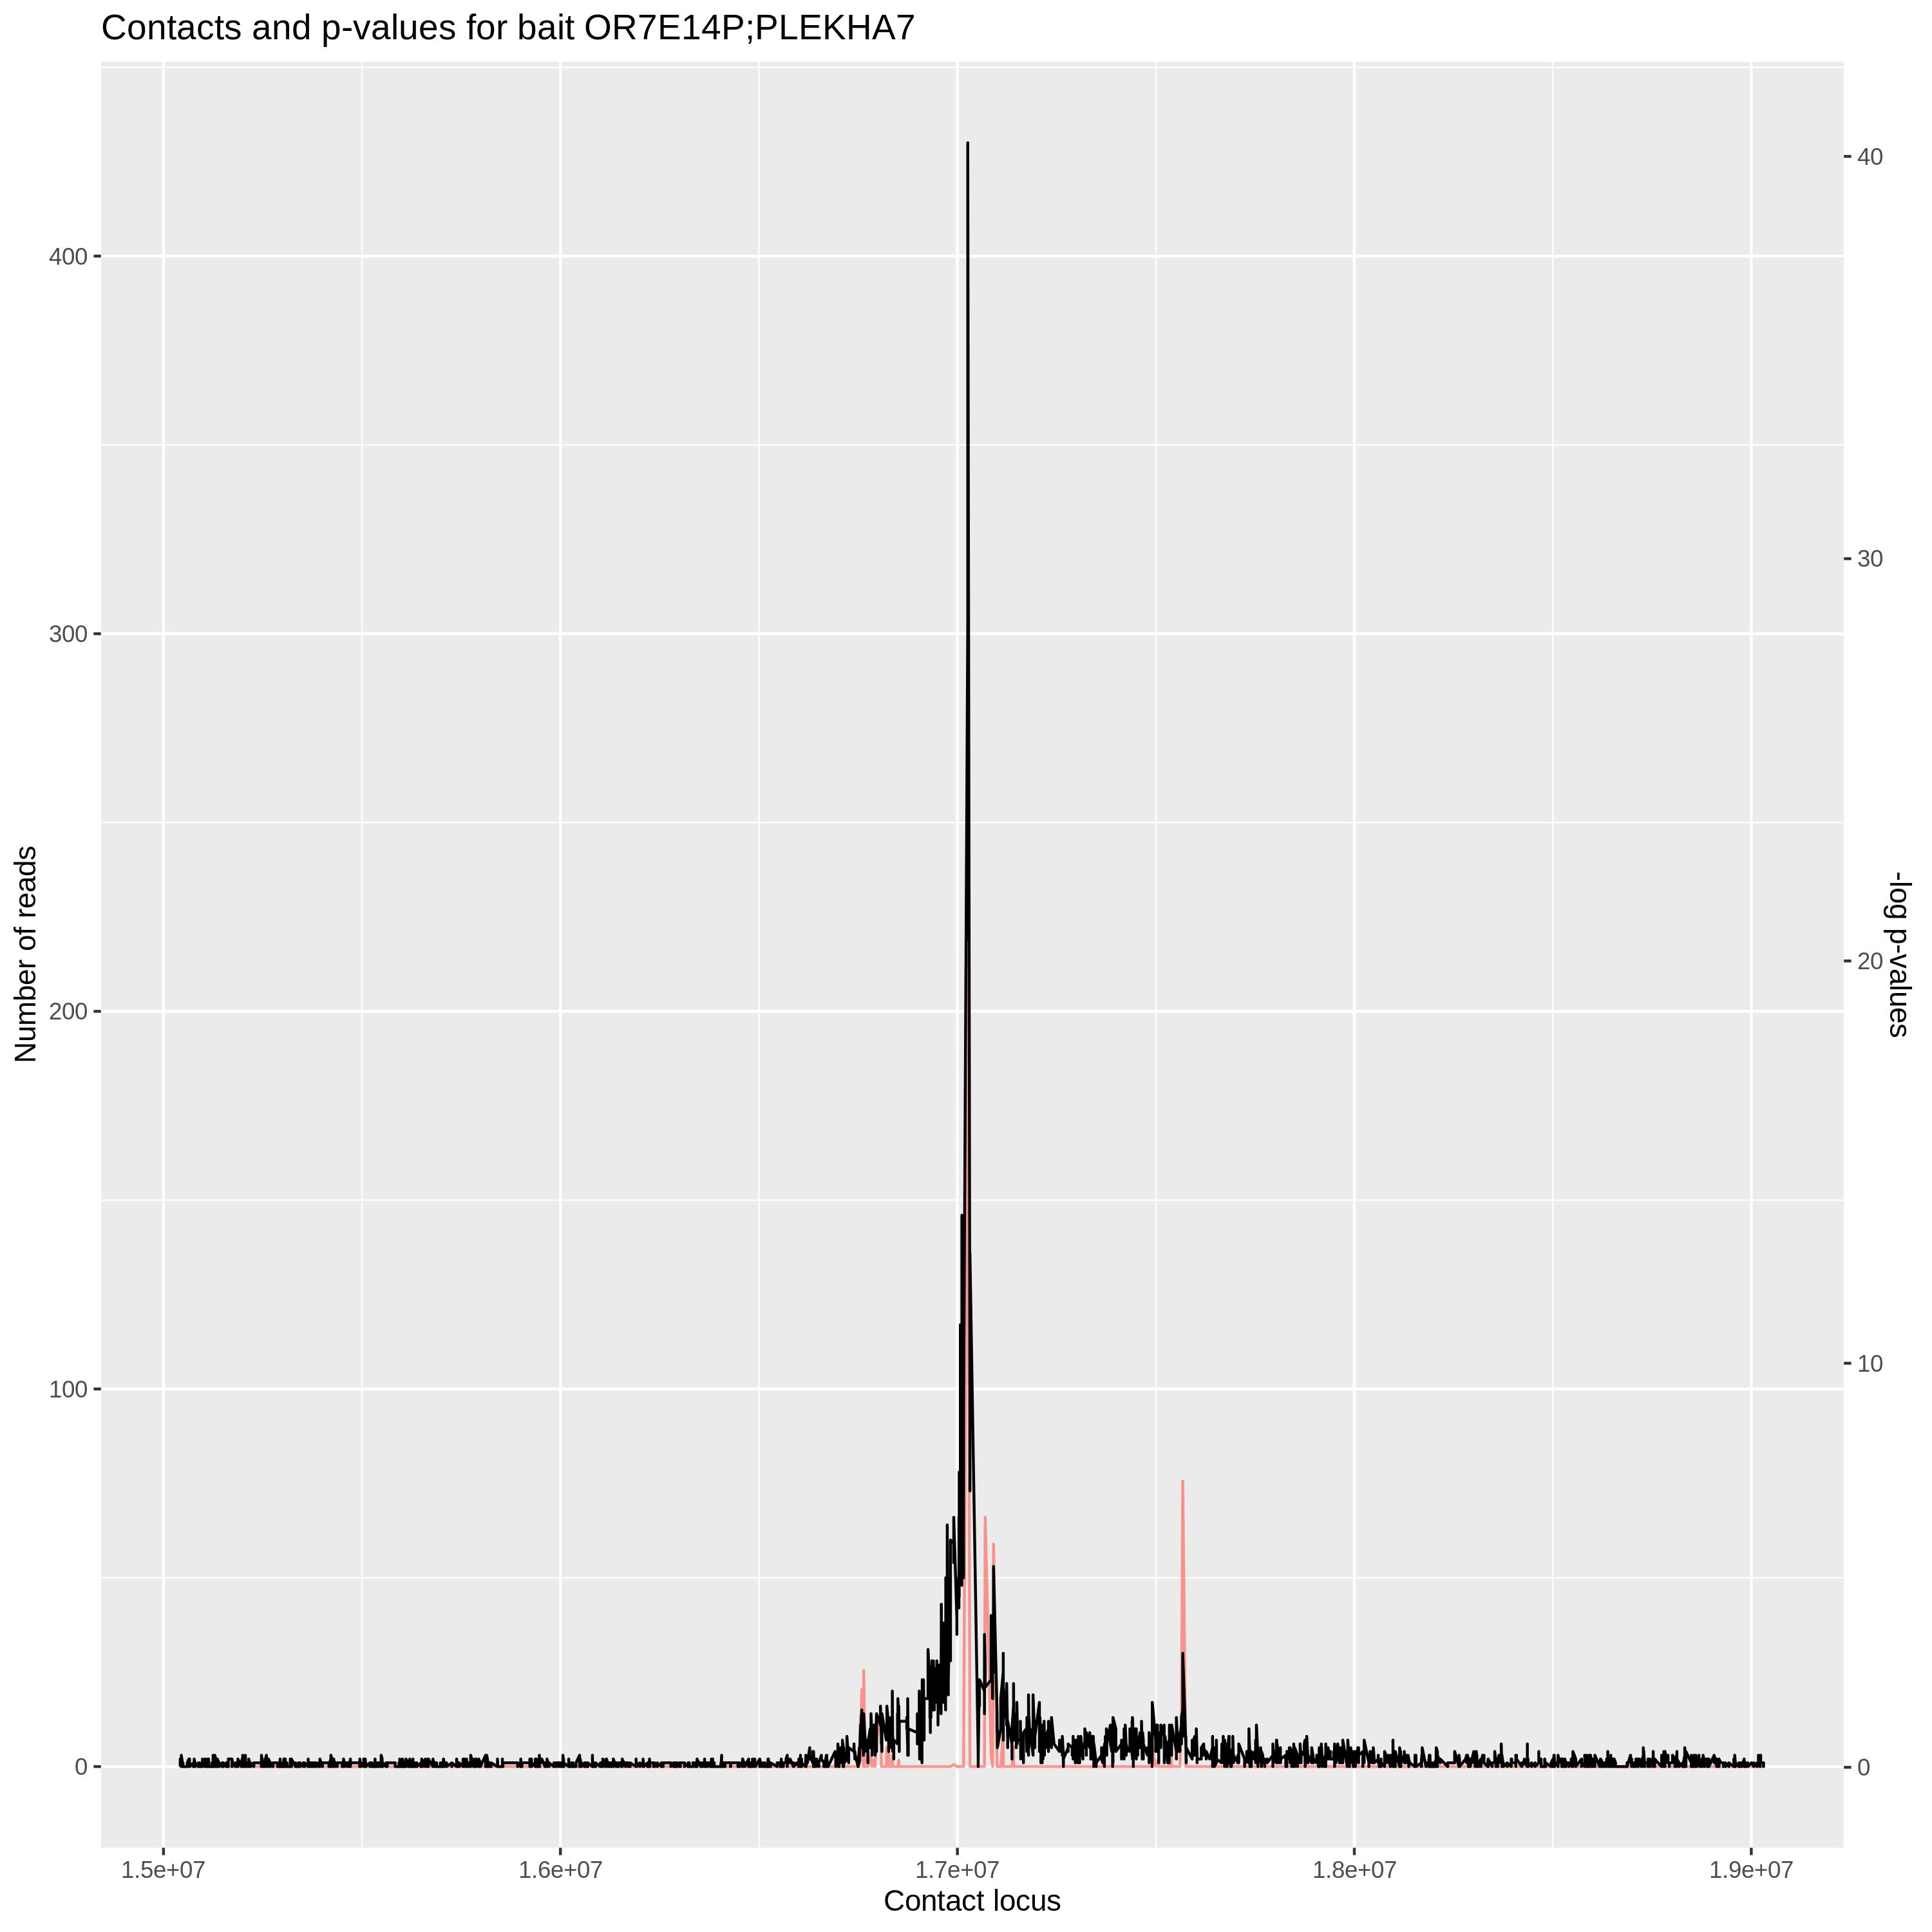 Contacts and p-values for bait OR7E14P;PLEKHA7
Number of reads
400
300
200
100
0
40
30
20
10
0
-log p-values
1.5e+07
1.6e+07
1.7e+07
1.8e+07
1.9e+07
Contact locus